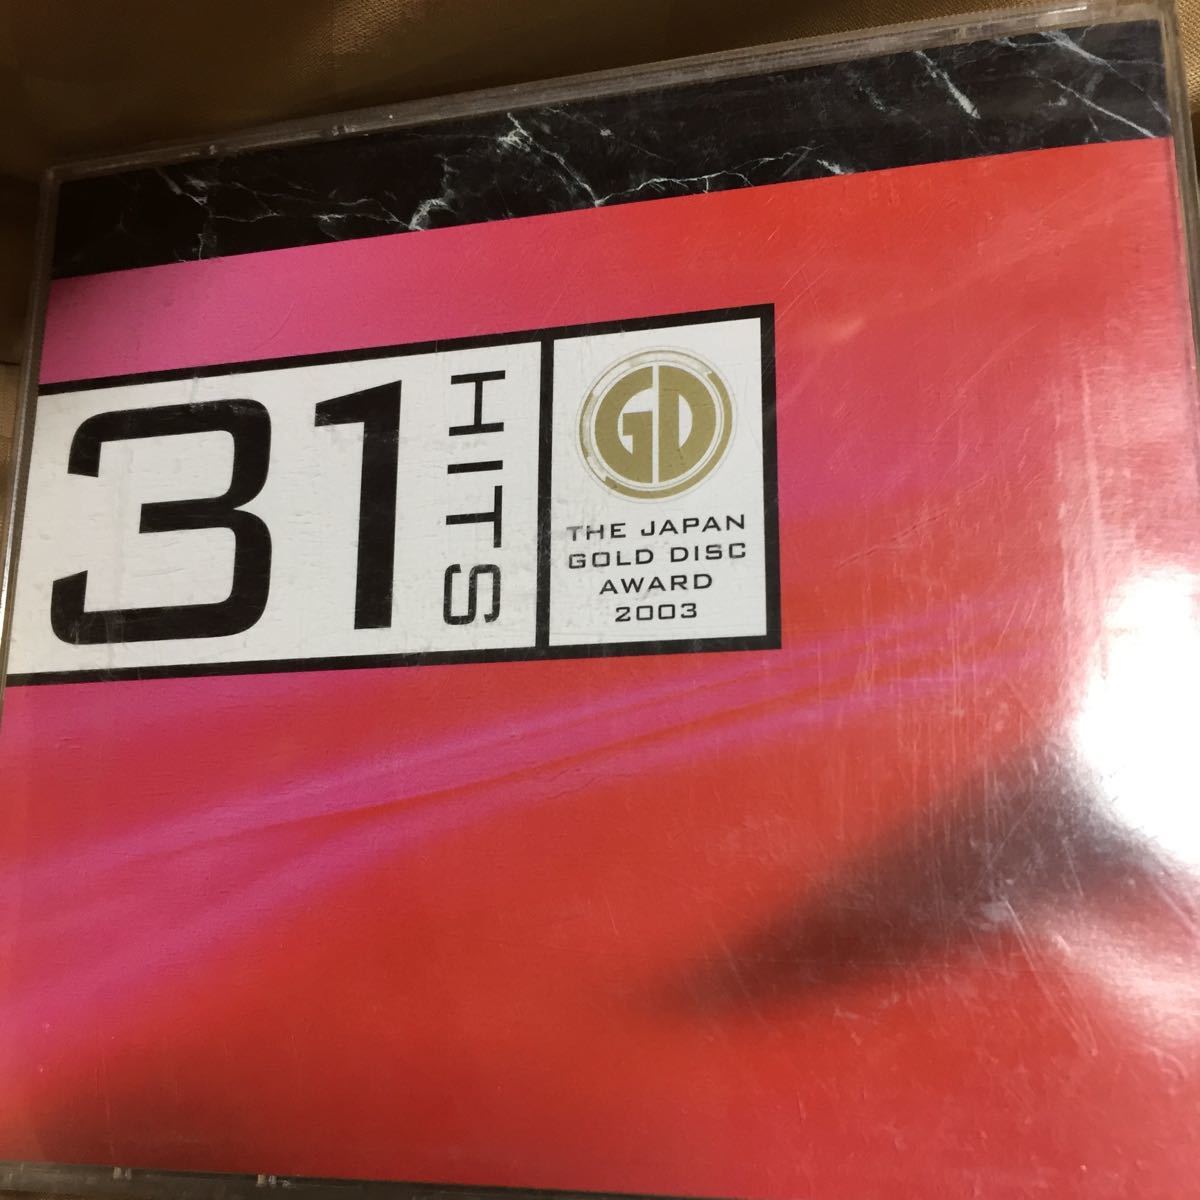 31
HITS
GD
THE JAPAN
GOLD DISC
AWARD
2003